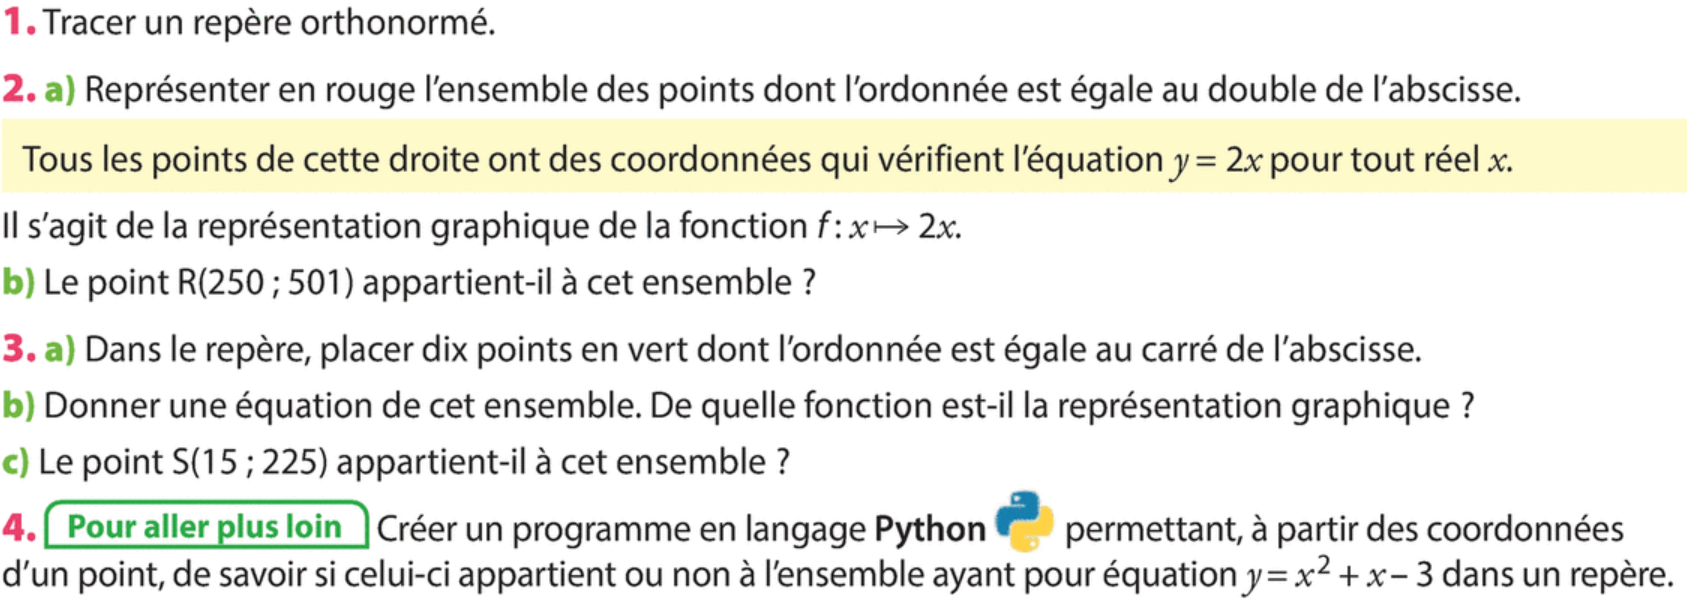 1. Tracer un repère orthonormé.
2. a) Représenter en rouge l’ensemble des points dont l’ordonnée est égale au double de l’abscisse.
Tous les points de cette droite ont des coordonnées qui vérifient l’équation y = 2x pour tout réel x.
Il s’agit de la représentation graphique de la fonction f : x ↦ 2x.
b) Le point R(250 ; 501) appartient-il à cet ensemble ?
3. a) Dans le repère, placer dix points en vert dont l’ordonnée est égale au carré de l’abscisse.
b) Donner une équation de cet ensemble. De quelle fonction est-il la représentation graphique ?
c) Le point S(15 ; 225) appartient-il à cet ensemble ?
4. Pour aller plus loin Créer un programme en langage Python permettant, à partir des coordonnées
d’un point, de savoir si celui-ci appartient ou non à l’ensemble ayant pour équation y = x² + x – 3 dans un repère.